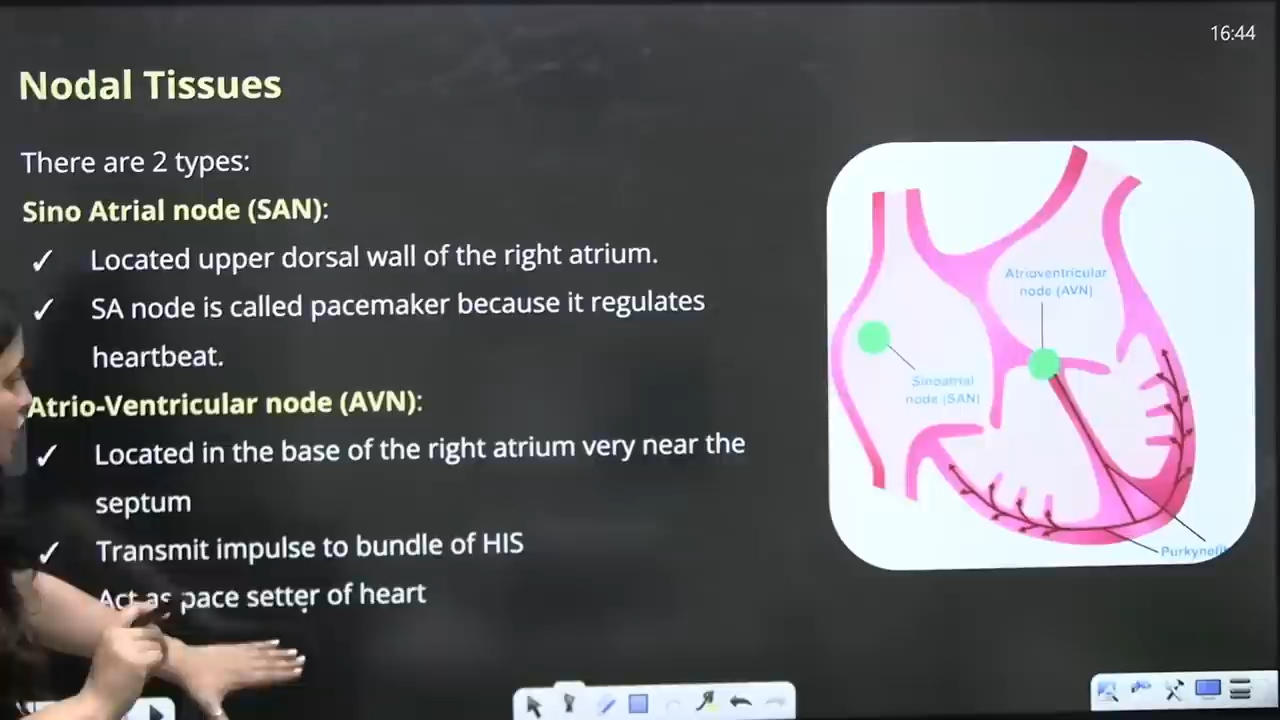 16:44
Nodal Tissues
There are 2 types:
Sino Atrial node (SAN):
✓ Located upper dorsal wall of the right atrium.
✓ SA node is called pacemaker because it regulates
heartbeat.
Atrio-Ventricular node (AVN):
✓ Located in the base of the right atrium very near the
septum
✓ Transmit impulse to bundle of HIS
Act as pace setter of heart
Atrioventricular
node (AVN)
Sinoatrial
node (SAN)